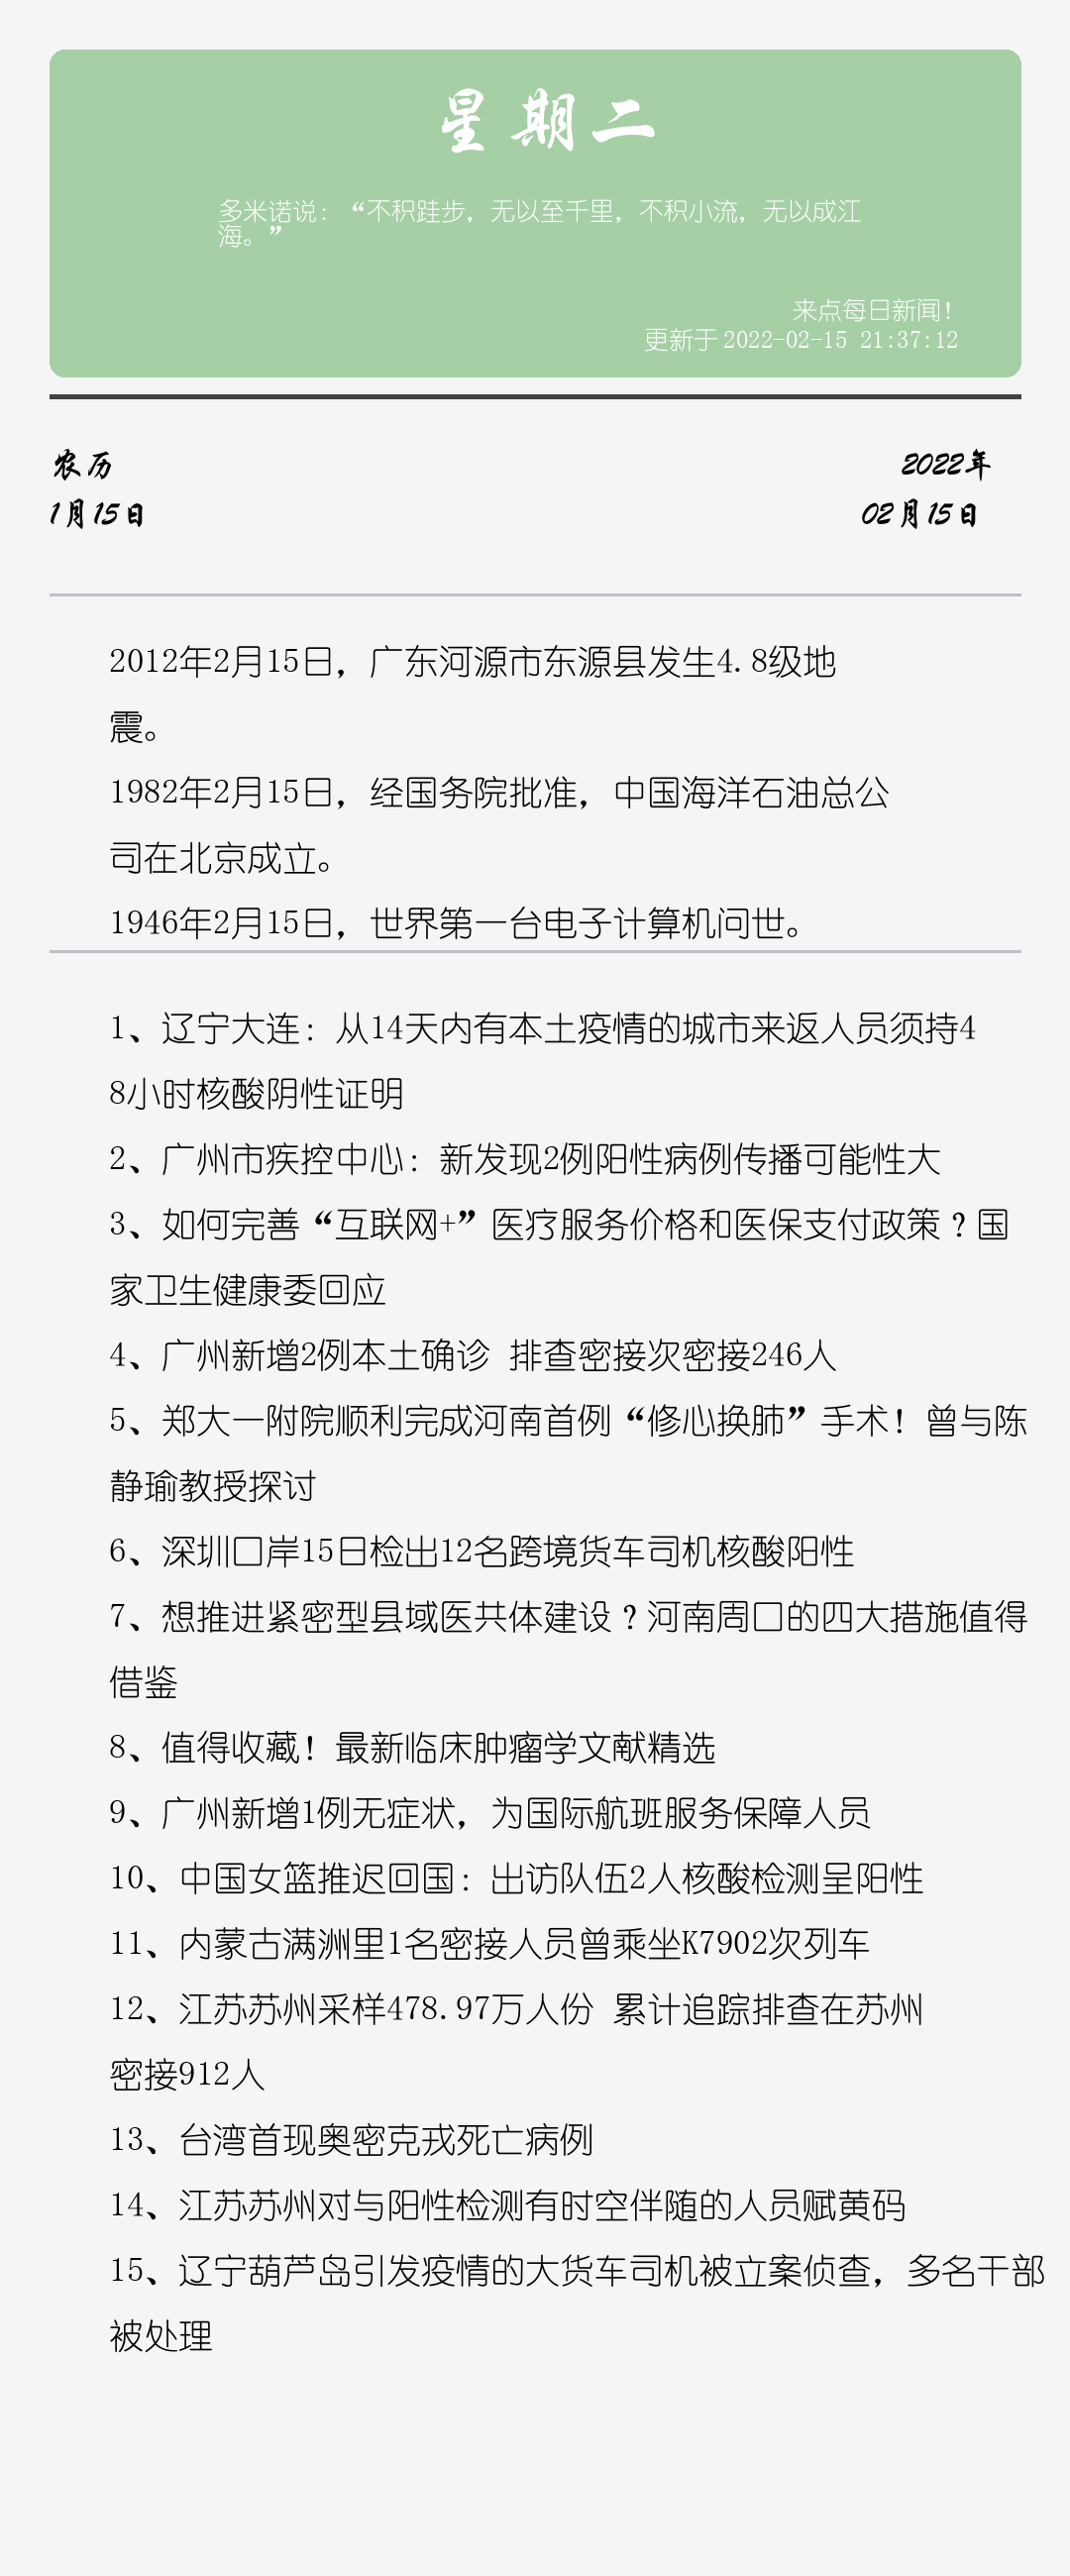 星期二
多米诺说：“不积跬步，无以至千里，不积小流，无以成江
海。”
来点每日新闻！
更新于2022-02-15 21:37:12
农历
2022年
1月15日
02月15日
2012年2月15日，广东河源市东源县发生4.8级地
震。
1982年2月15日，经国务院批准，中国海洋石油总公
司在北京成立。
1946年2月15日，世界第一台电子计算机问世。
1、辽宁大连：从14天内有本土疫情的城市来返人员须持4
8小时核酸阴性证明
2、广州市疾控中心：新发现2例阳性病例传播可能性大
3、如何完善“互联网+”医疗服务价格和医保支付政策？国
家卫生健康委回应
4、广州新增2例本土确诊 排查密接次密接246人
5、郑大一附院顺利完成河南首例“修心换肺”手术！曾与陈
静瑜教授探讨
6、深圳口岸15日检出12名跨境货车司机核酸阳性
7、想推进紧密型县域医共体建设？河南周口的四大措施值得
借鉴
8、值得收藏！最新临床肿瘤学文献精选
9、广州新增1例无症状，为国际航班服务保障人员
10、中国女篮推迟回国：出访队伍2人核酸检测呈阳性
11、内蒙古满洲里1名密接人员曾乘坐K7902次列车
12、江苏苏州采样478.97万人份 累计追踪排查在苏州
密接912人
13、台湾首现奥密克戎死亡病例
14、江苏苏州对与阳性检测有时空伴随的人员赋黄码
15、辽宁葫芦岛引发疫情的大货车司机被立案侦查，多名干部
被处理